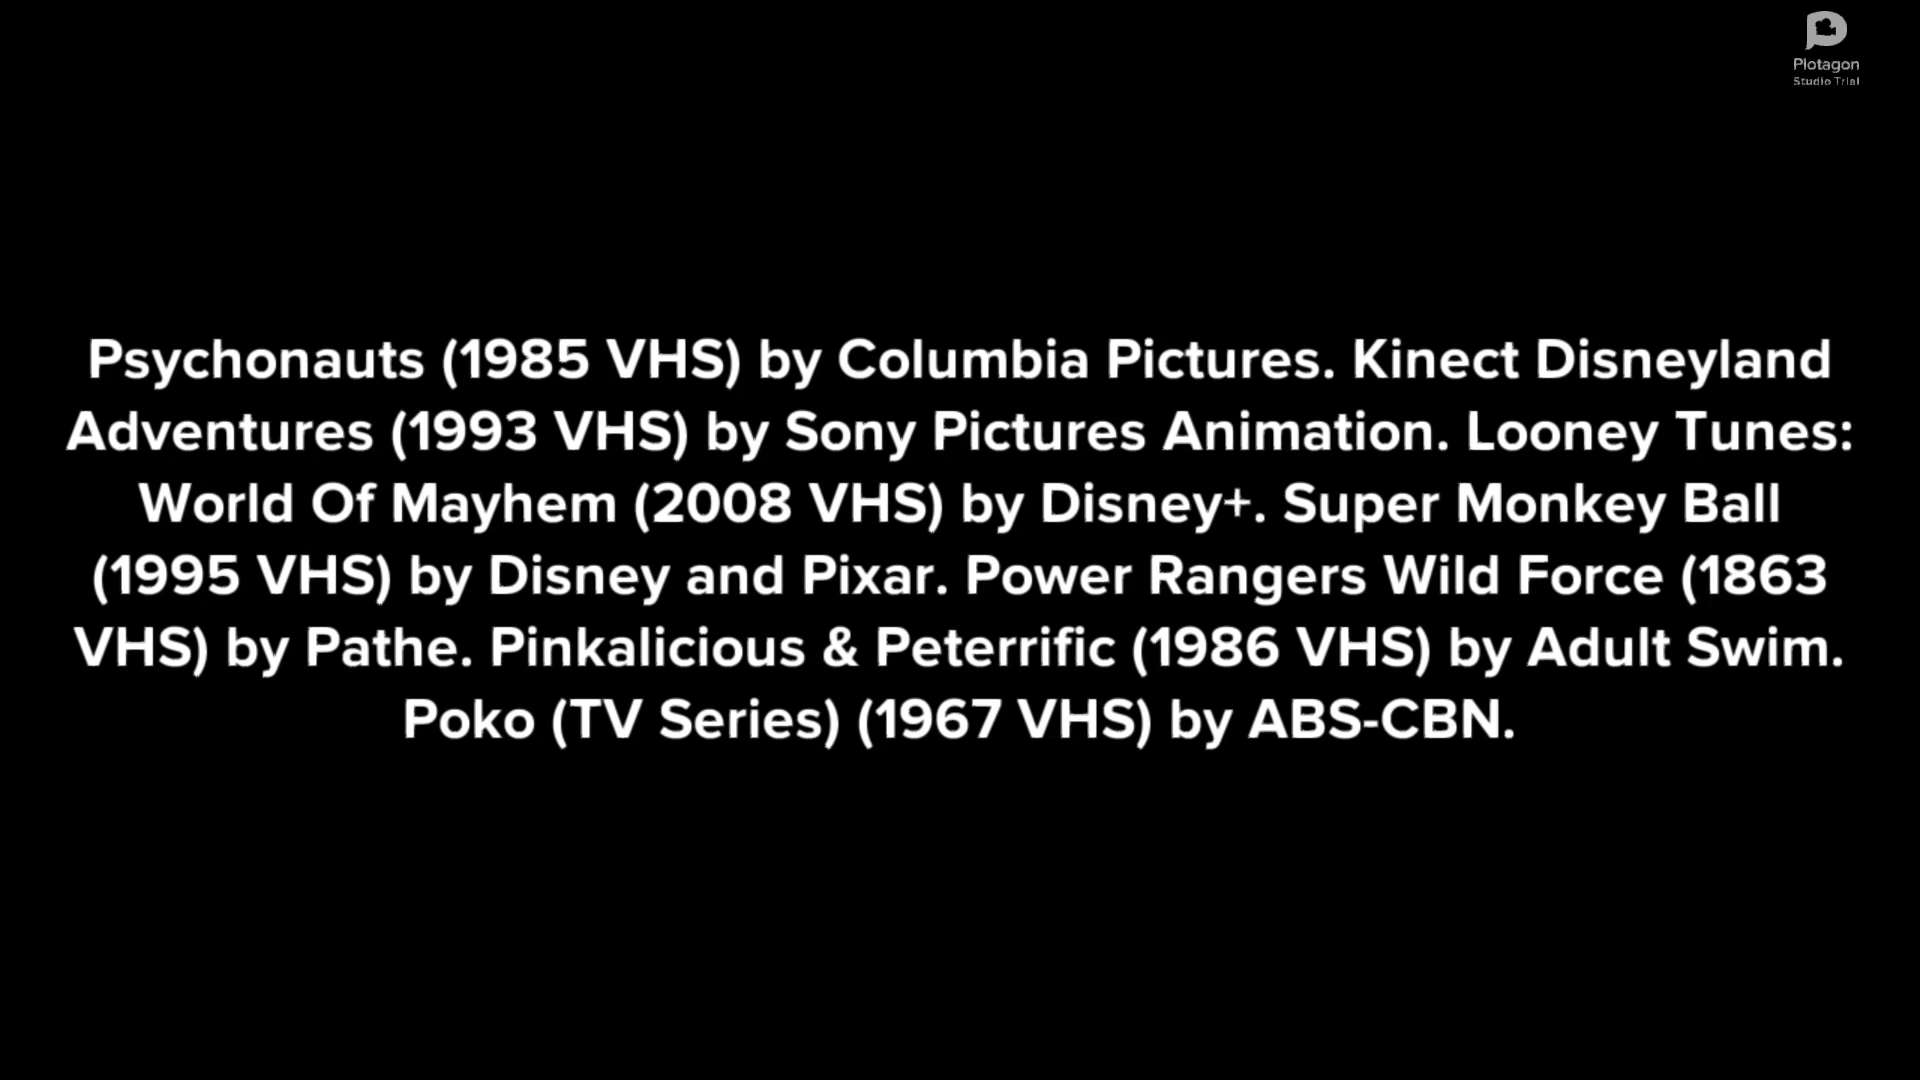 Plotagon
Studio Trial
Psychonauts (1985 VHS) by Columbia Pictures. Kinect Disneyland
Adventures (1993 VHS) by Sony Pictures Animation. Looney Tunes:
World Of Mayhem (2008 VHS) by Disney+. Super Monkey Ball
(1995 VHS) by Disney and Pixar. Power Rangers Wild Force (1863
VHS) by Pathe. Pinkalicious & Peterrific (1986 VHS) by Adult Swim.
Poko (TV Series) (1967 VHS) by ABS-CBN.